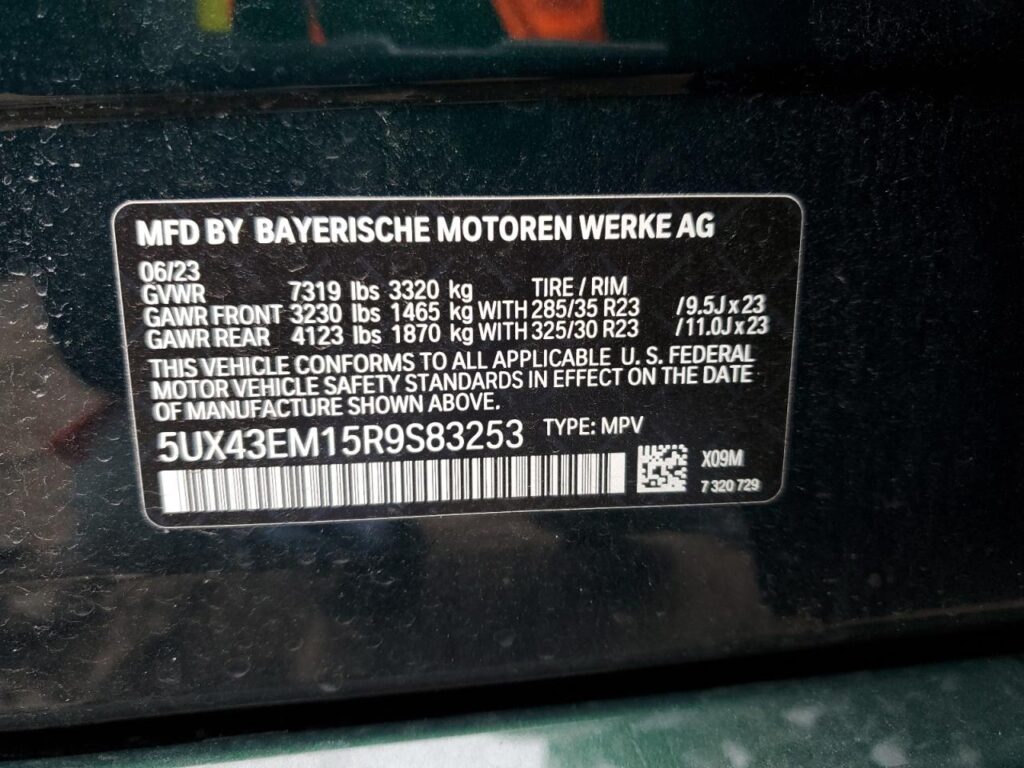 MFD BY BAYERISCHE MOTOREN WERKE AG
06/23
GVWR 7319 lbs 3320 kg TIRE / RIM
GAWR FRONT 3230 lbs 1465 kg WITH 285/35 R23 /9.5J x 23
GAWR REAR 4123 lbs 1870 kg WITH 325/30 R23 /11.0J x 23
THIS VEHICLE CONFORMS TO ALL APPLICABLE U. S. FEDERAL
MOTOR VEHICLE SAFETY STANDARDS IN EFFECT ON THE DATE
OF MANUFACTURE SHOWN ABOVE.
5UX43EM15R9S83253 TYPE: MPV
X09M
7 320 729